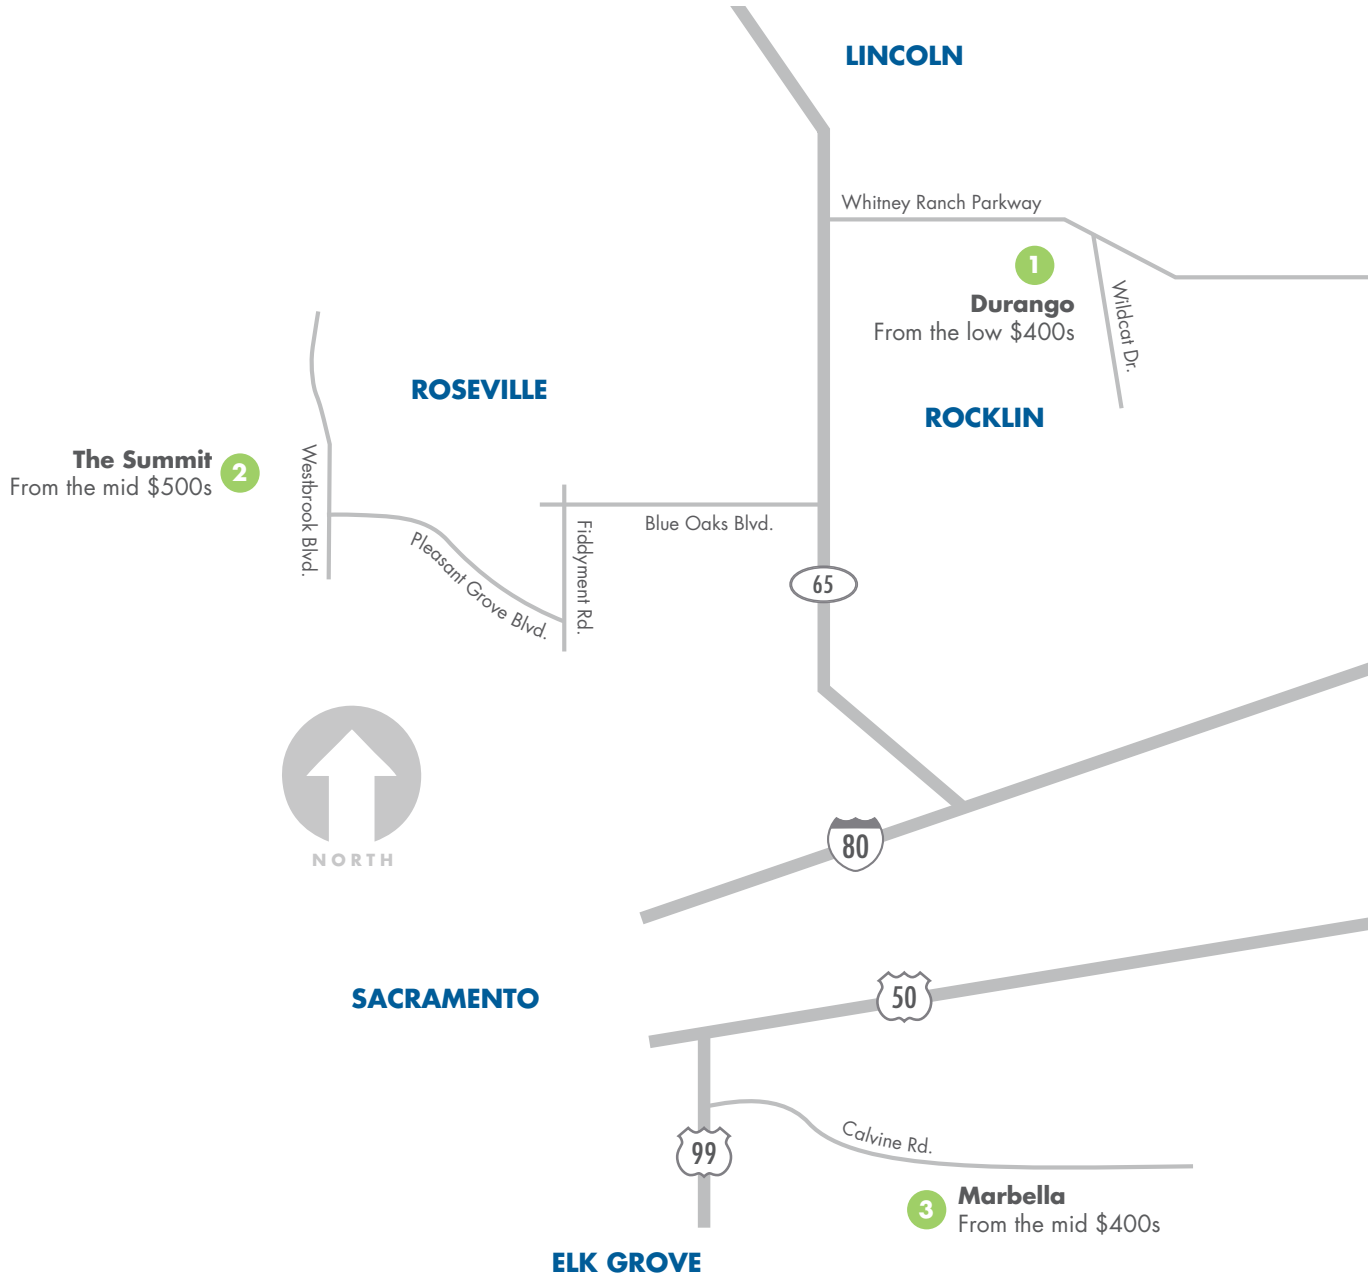 LINCOLN
Whitney Ranch Parkway
1
Durango
From the low $400s
Wildcat Dr.
ROSEVILLE
ROCKLIN
The Summit
From the mid $500s
2
Westbrook Blvd.
Pleasant Grove Blvd.
Fiddyment Rd.
Blue Oaks Blvd.
65
NORTH
80
SACRAMENTO
50
99
Calvine Rd.
3
Marbella
From the mid $400s
ELK GROVE